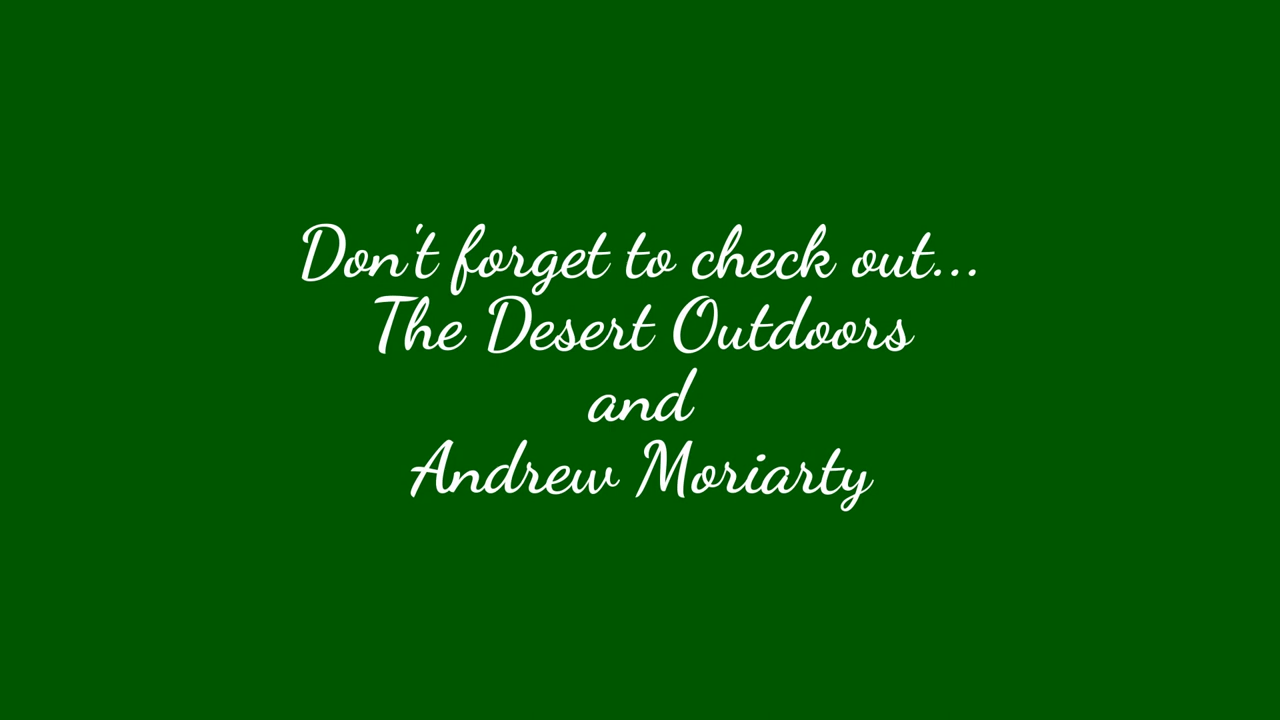 Don't forget to check out...
The Desert Outdoors
and
Andrew Moriarty